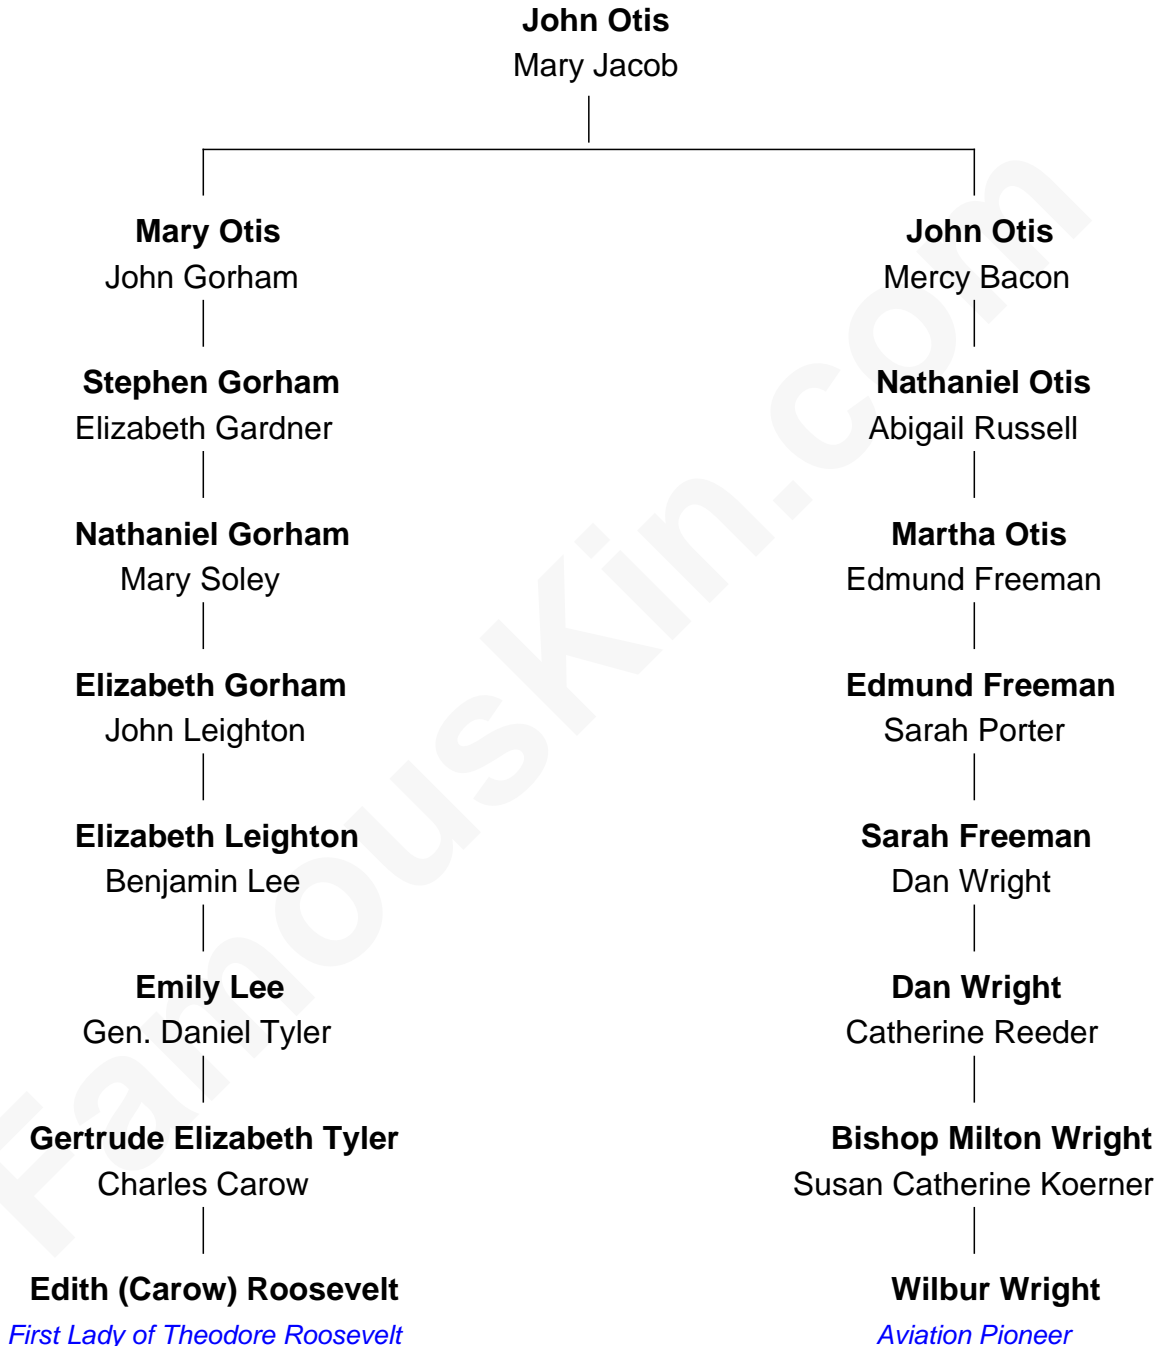 John Otis
Mary Jacob
Mary Otis
John Gorham
Stephen Gorham
Elizabeth Gardner
Nathaniel Gorham
Mary Soley
Elizabeth Gorham
John Leighton
Elizabeth Leighton
Benjamin Lee
Emily Lee
Gen. Daniel Tyler
Gertrude Elizabeth Tyler
Charles Carow
Edith (Carow) Roosevelt
First Lady of Theodore Roosevelt
John Otis
Mercy Bacon
Nathaniel Otis
Abigail Russell
Martha Otis
Edmund Freeman
Edmund Freeman
Sarah Porter
Sarah Freeman
Dan Wright
Dan Wright
Catherine Reeder
Bishop Milton Wright
Susan Catherine Koerner
Wilbur Wright
Aviation Pioneer
FamousKin.com